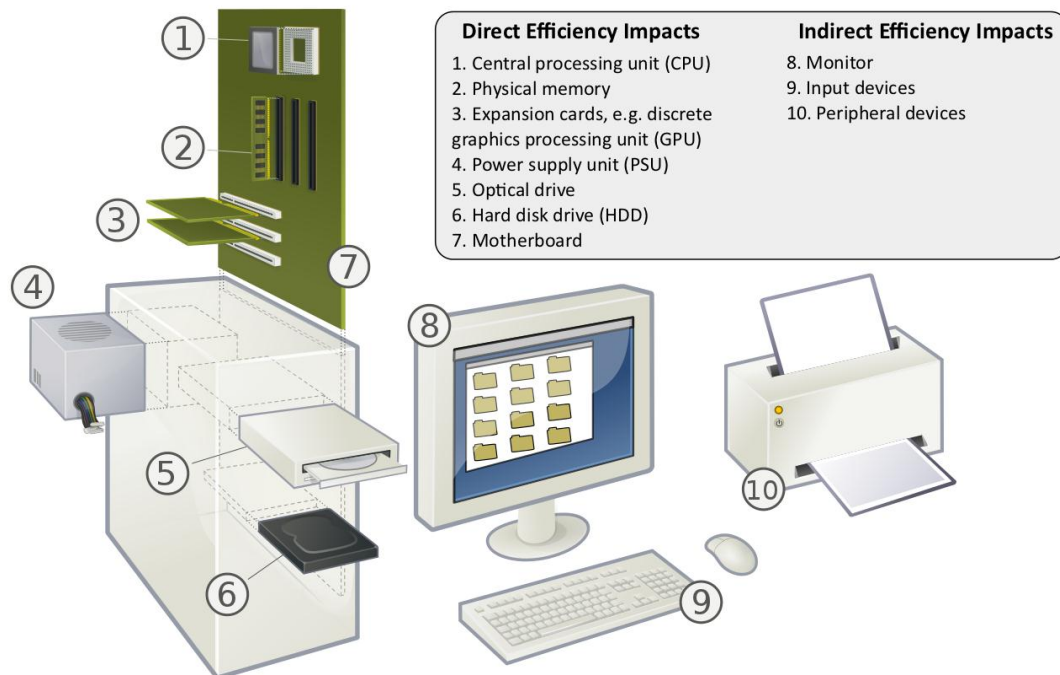 Direct Efficiency Impacts
1. Central processing unit (CPU)
2. Physical memory
3. Expansion cards, e.g. discrete
graphics processing unit (GPU)
4. Power supply unit (PSU)
5. Optical drive
6. Hard disk drive (HDD)
7. Motherboard
Indirect Efficiency Impacts
8. Monitor
9. Input devices
10. Peripheral devices
1
2
3
7
4
8
5
10
6
9